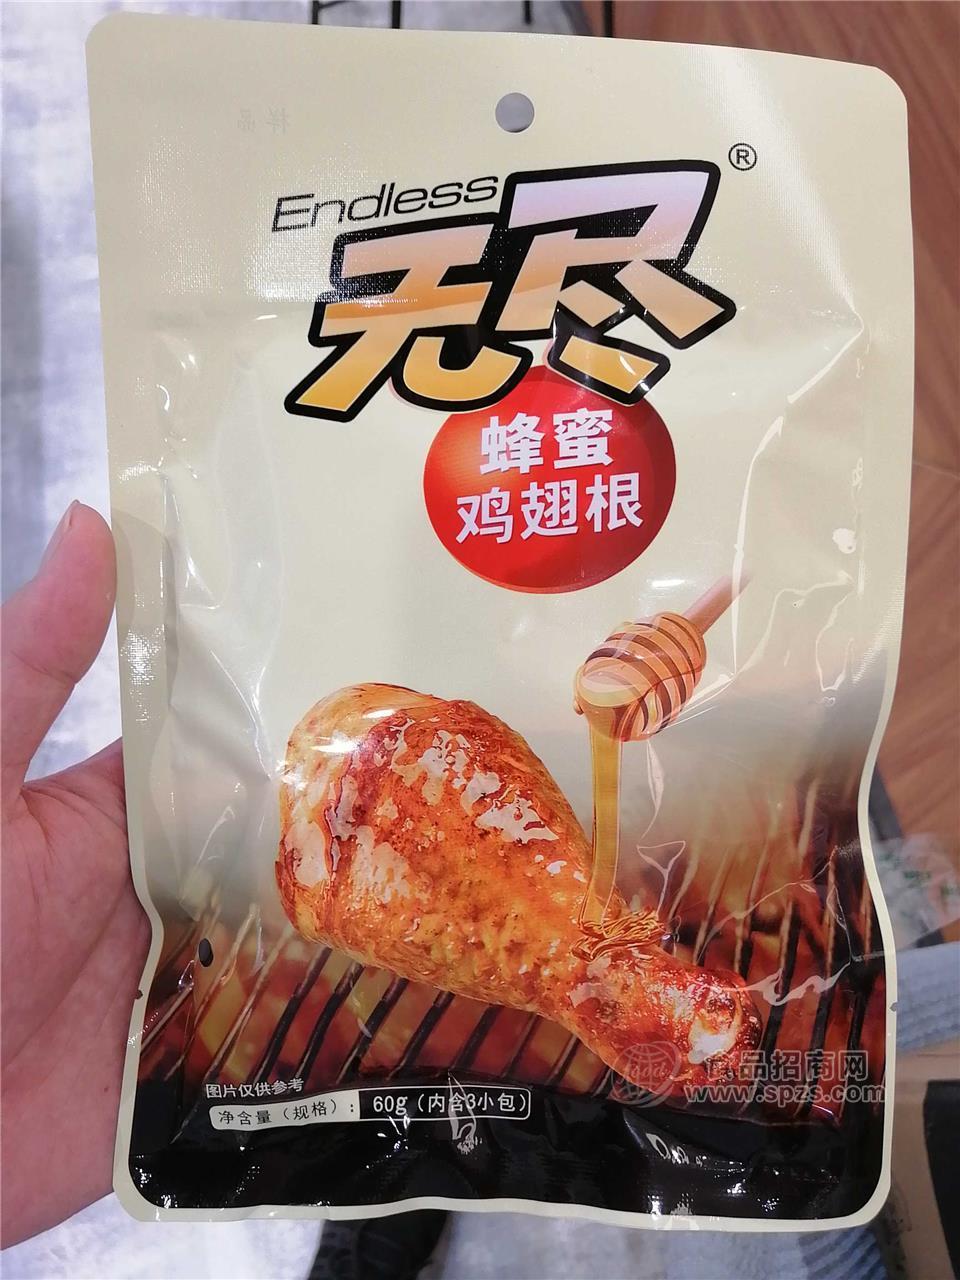 样品
Endless
无尽®
蜂蜜
鸡翅根
图片仅供参考
净含量（规格）：60g（内含3小包）
食品招商网
www.spzs.com